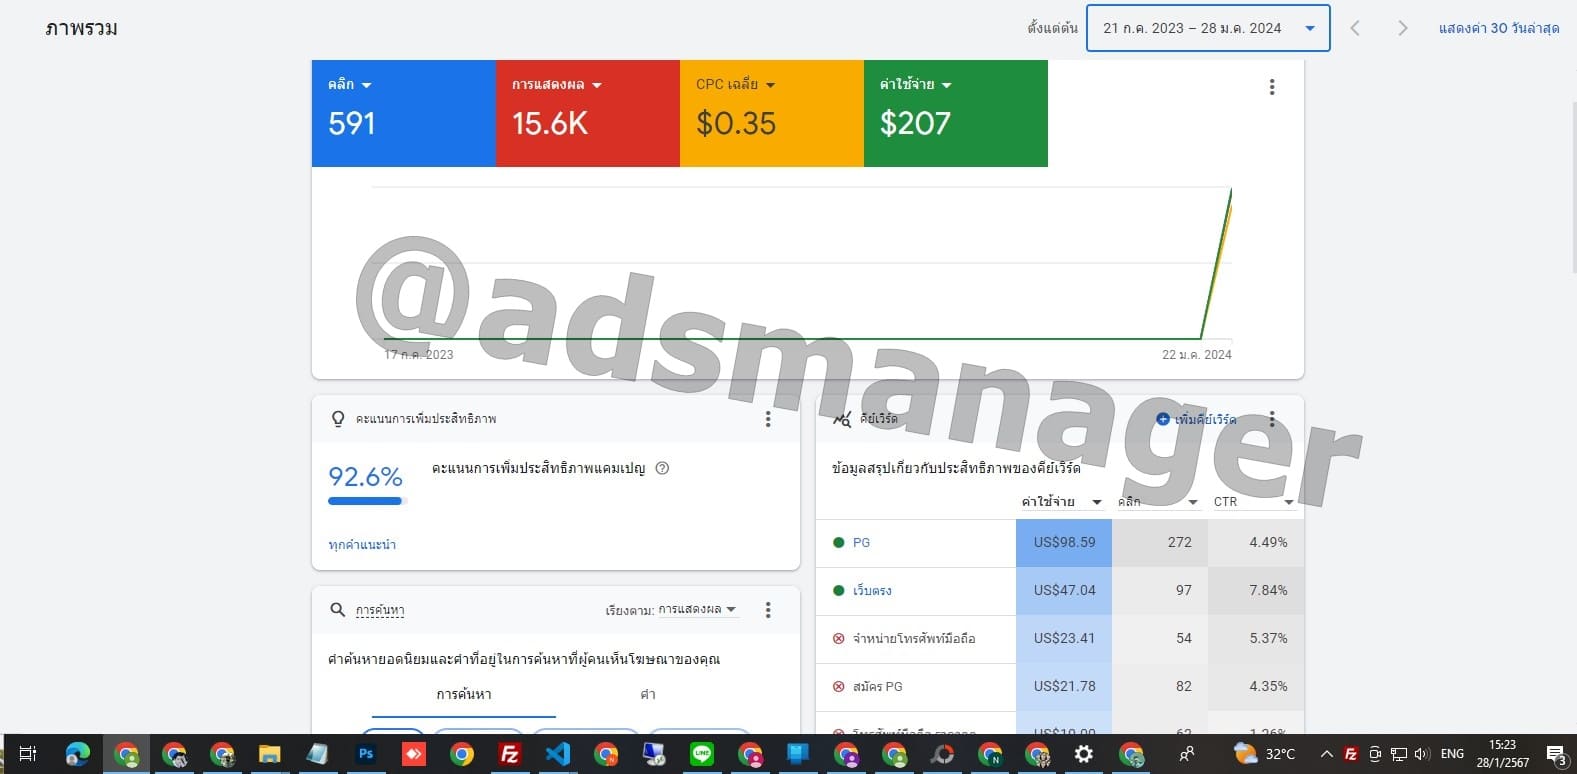 ภาพรวม
ตั้งแต่ต้น 21 ก.ค. 2023 – 28 ม.ค. 2024 แสดงค่า 30 วันล่าสุด
คลิก การแสดงผล CPC เฉลี่ย ค่าใช้จ่าย
591 15.6K $0.35 $207
@adsmanager
17 ก.ค. 2023 22 ม.ค. 2024
คะแนนการเพิ่มประสิทธิภาพ
92.6% คะแนนการเพิ่มประสิทธิภาพแคมเปญ
ทุกคำแนะนำ
คีย์เวิร์ด เพิ่มคีย์เวิร์ด
ข้อมูลสรุปเกี่ยวกับประสิทธิภาพของคีย์เวิร์ด
ค่าใช้จ่าย คลิก CTR
PG US$98.59 272 4.49%
เว็บตรง US$47.04 97 7.84%
จำหน่ายโทรศัพท์มือถือ US$23.41 54 5.37%
สมัคร PG US$21.78 82 4.35%
การค้นหา เรียงตาม: การแสดงผล
คำค้นหายอดนิยมและคำที่อยู่ในการค้นหาที่ผู้คนเห็นโฆษณาของคุณ
การค้นหา คำ
Ps
Fz
LINE
N
32°C
Fz
ENG
15:23
28/1/2567
3